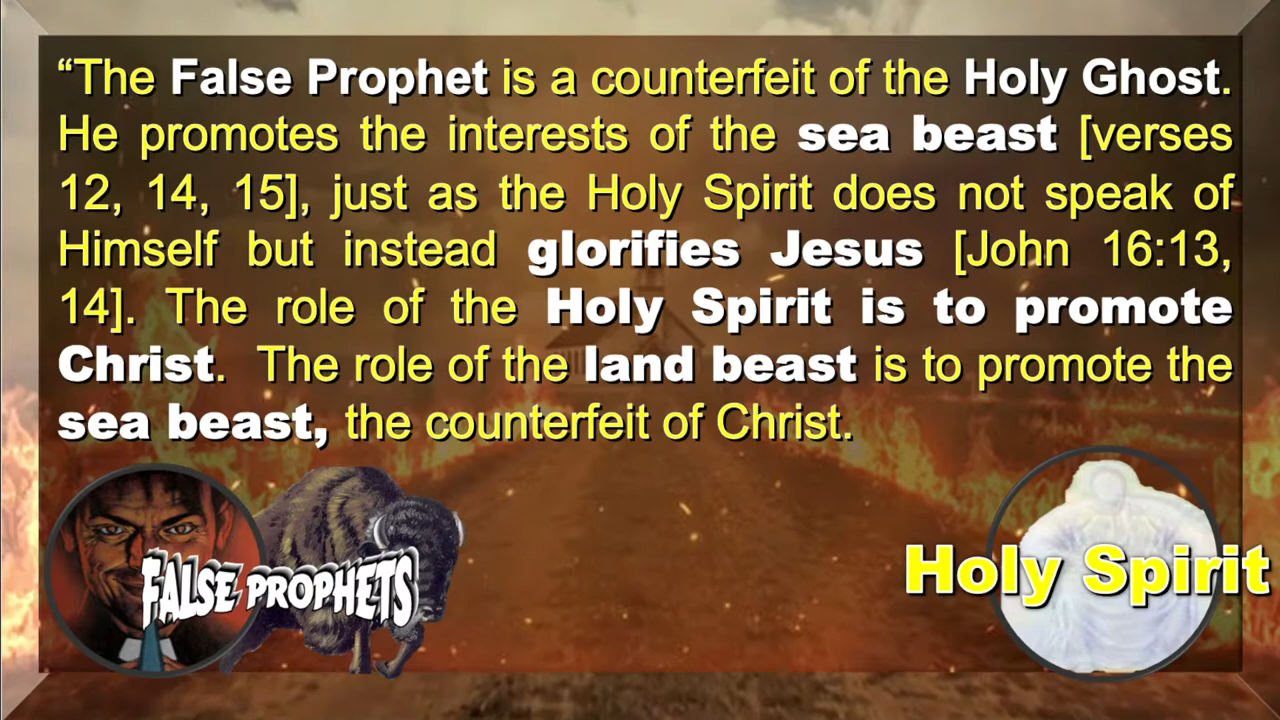 “The False Prophet is a counterfeit of the Holy Ghost.
He promotes the interests of the sea beast [verses
12, 14, 15], just as the Holy Spirit does not speak of
Himself but instead glorifies Jesus [John 16:13,
14]. The role of the Holy Spirit is to promote
Christ. The role of the land beast is to promote the
sea beast, the counterfeit of Christ.
FALSE PROPHETS
Holy Spirit